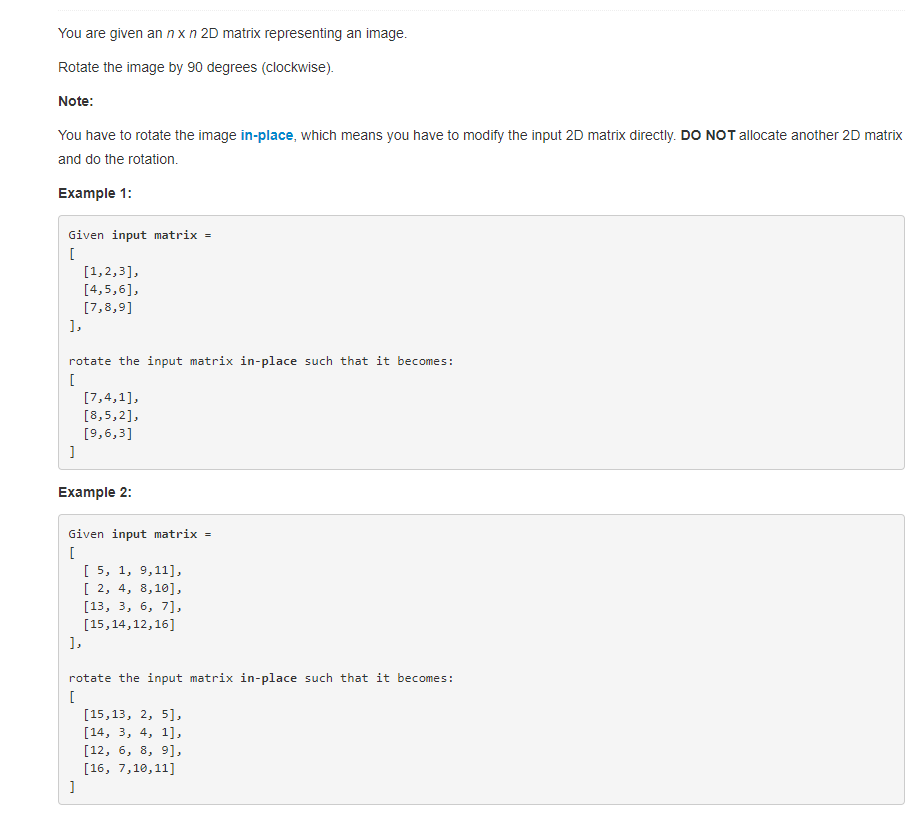 You are given an n x n 2D matrix representing an image.
Rotate the image by 90 degrees (clockwise).
Note:
You have to rotate the image in-place, which means you have to modify the input 2D matrix directly. DO NOT allocate another 2D matrix
and do the rotation.
Example 1:
Given input matrix =
[
  [1,2,3],
  [4,5,6],
  [7,8,9]
],
rotate the input matrix in-place such that it becomes:
[
  [7,4,1],
  [8,5,2],
  [9,6,3]
]
Example 2:
Given input matrix =
[
  [ 5, 1, 9,11],
  [ 2, 4, 8,10],
  [13, 3, 6, 7],
  [15,14,12,16]
],
rotate the input matrix in-place such that it becomes:
[
  [15,13, 2, 5],
  [14, 3, 4, 1],
  [12, 6, 8, 9],
  [16, 7,10,11]
]